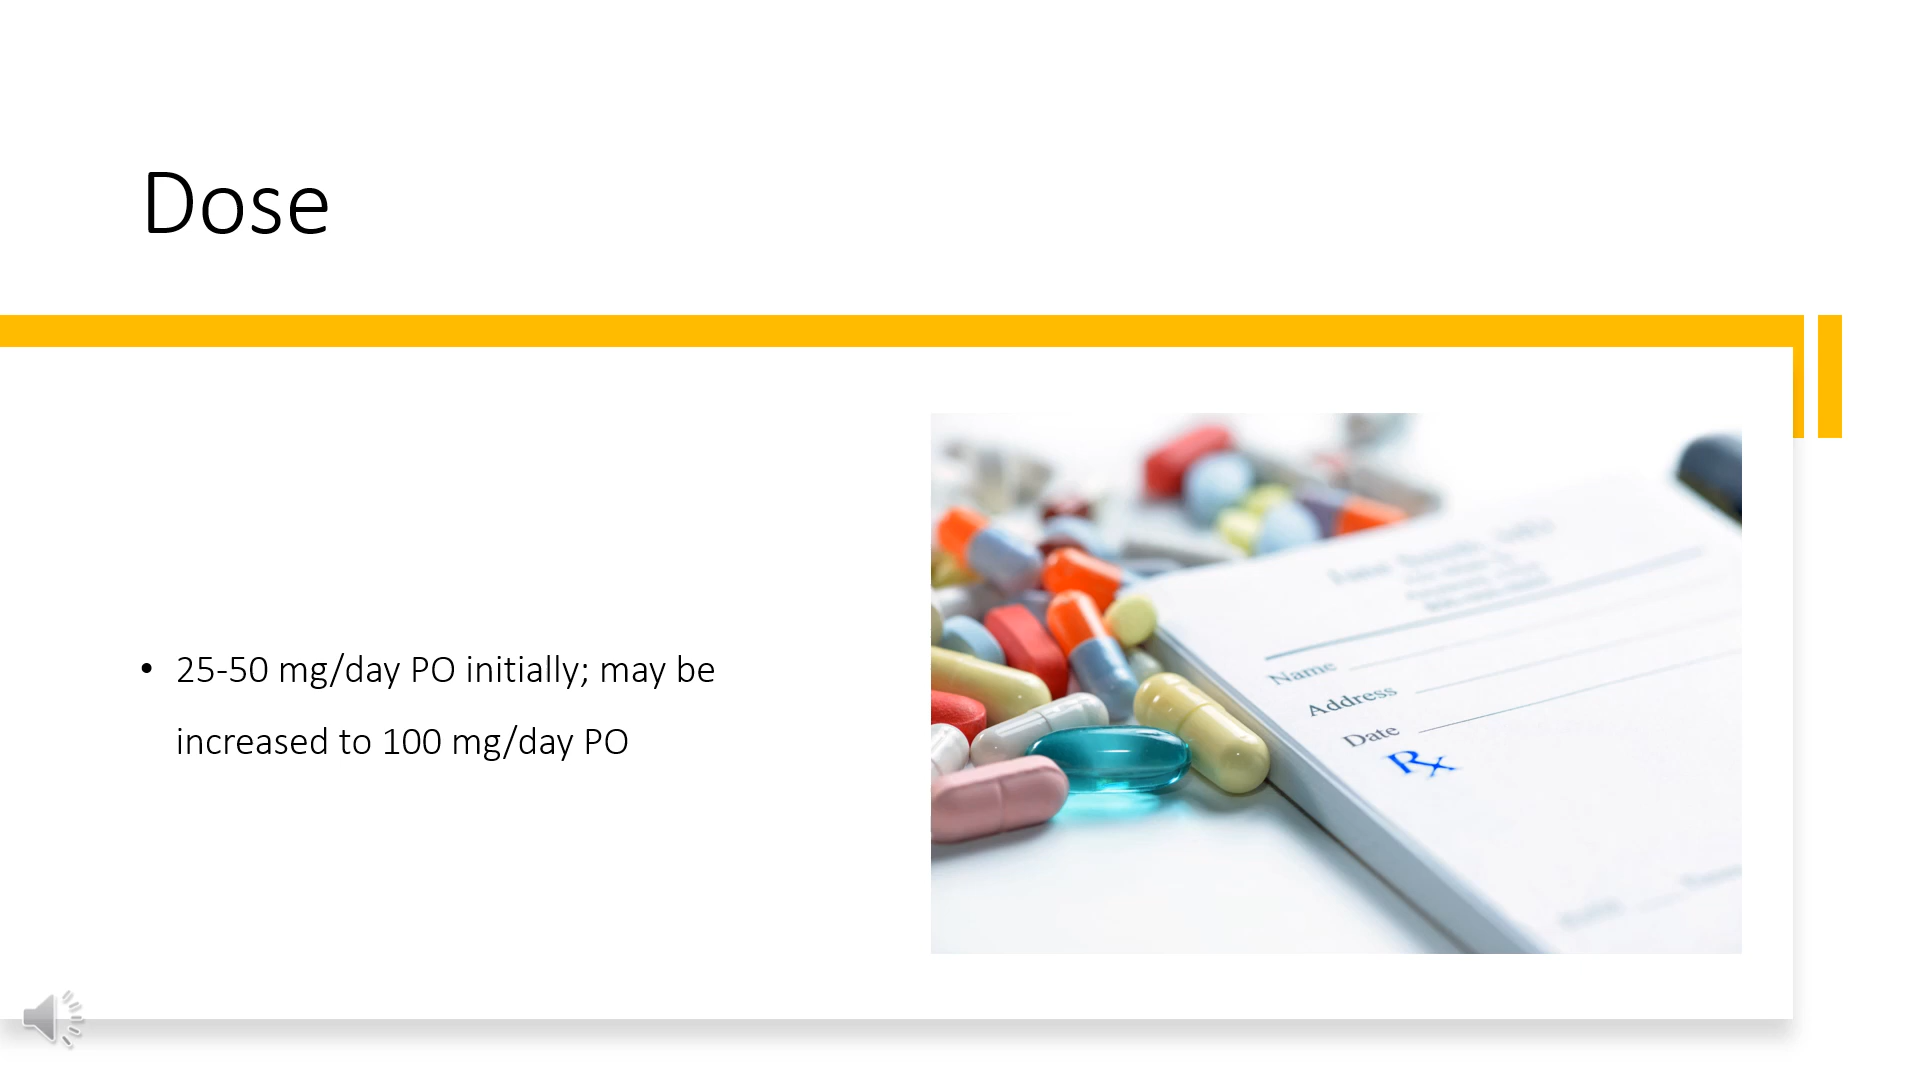 Dose
• 25-50 mg/day PO initially; may be
increased to 100 mg/day PO
Name
Address
Date
Rx